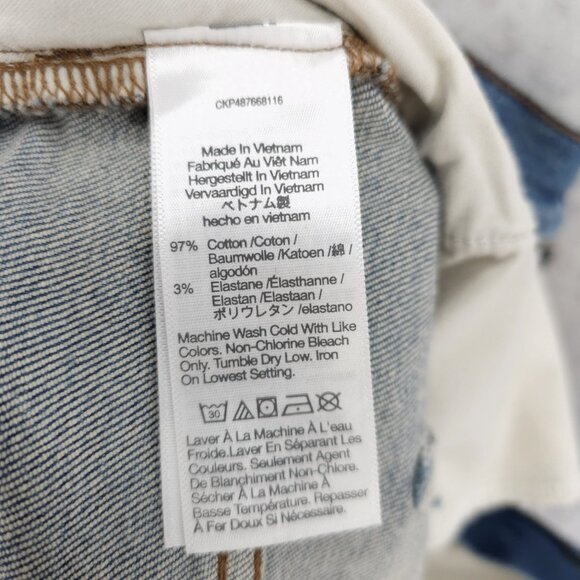 CKP487668116
Made In Vietnam
Fabriqué Au Viêt Nam
Hergestellt In Vietnam
Vervaardigd In Vietnam
ベトナム製
hecho en vietnam
97% Cotton /Coton /
Baumwolle /Katoen /綿 /
algodón
3% Elastane /Élasthanne /
Elastan /Elastaan /
ポリウレタン /elastano
Machine Wash Cold With Like
Colors. Non-Chlorine Bleach
Only. Tumble Dry Low. Iron
On Lowest Setting.
30
Laver À La Machine À L'eau
Froide.Laver En Séparant Les
Couleurs. Seulement Agent
De Blanchiment Non-Chlore.
Sécher À La Machine À
Basse Température. Repasser
À Fer Doux Si Nécessaire.